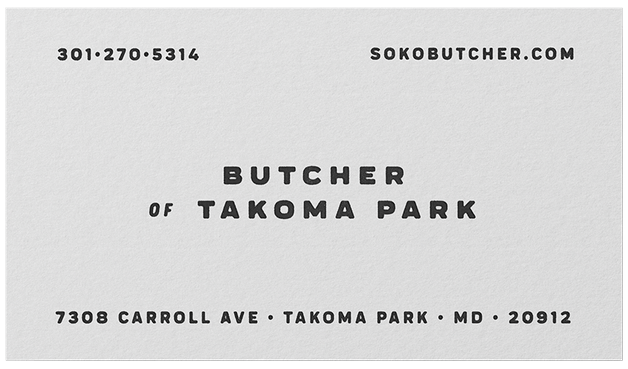 301•270•5314
SOKOBUTCHER.COM
BUTCHER
OF TAKOMA PARK
7308 CARROLL AVE • TAKOMA PARK • MD • 20912